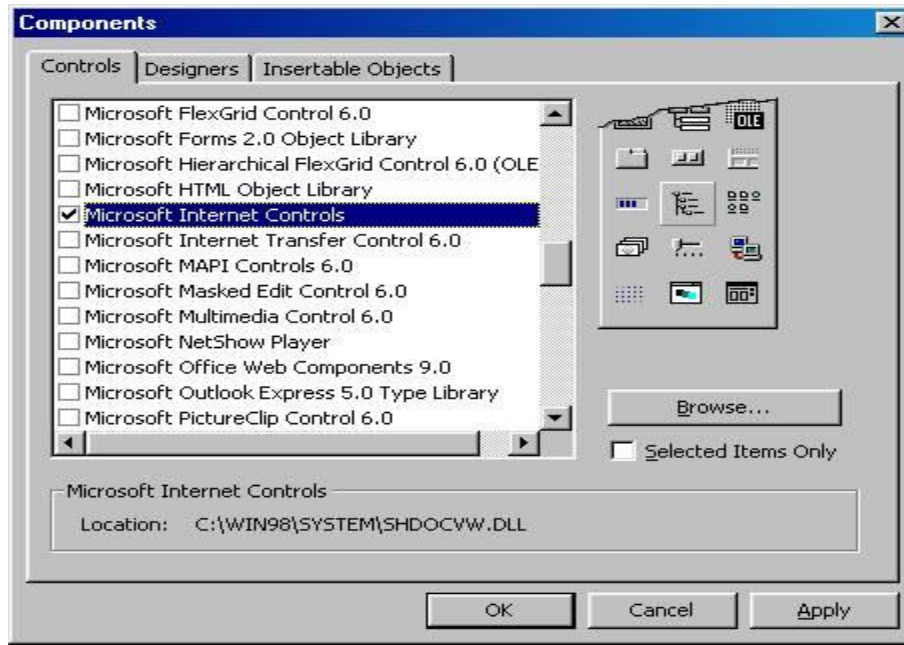 Components
Controls Designers Insertable Objects
Microsoft FlexGrid Control 6.0
Microsoft Forms 2.0 Object Library
Microsoft Hierarchical FlexGrid Control 6.0 (OLE
Microsoft HTML Object Library
Microsoft Internet Controls
Microsoft Internet Transfer Control 6.0
Microsoft MAPI Controls 6.0
Microsoft Masked Edit Control 6.0
Microsoft Multimedia Control 6.0
Microsoft NetShow Player
Microsoft Office Web Components 9.0
Microsoft Outlook Express 5.0 Type Library
Microsoft PictureClip Control 6.0
OLE
Browse...
Selected Items Only
Microsoft Internet Controls
Location: C:\WIN98\SYSTEM\SHDOCVW.DLL
OK Cancel Apply